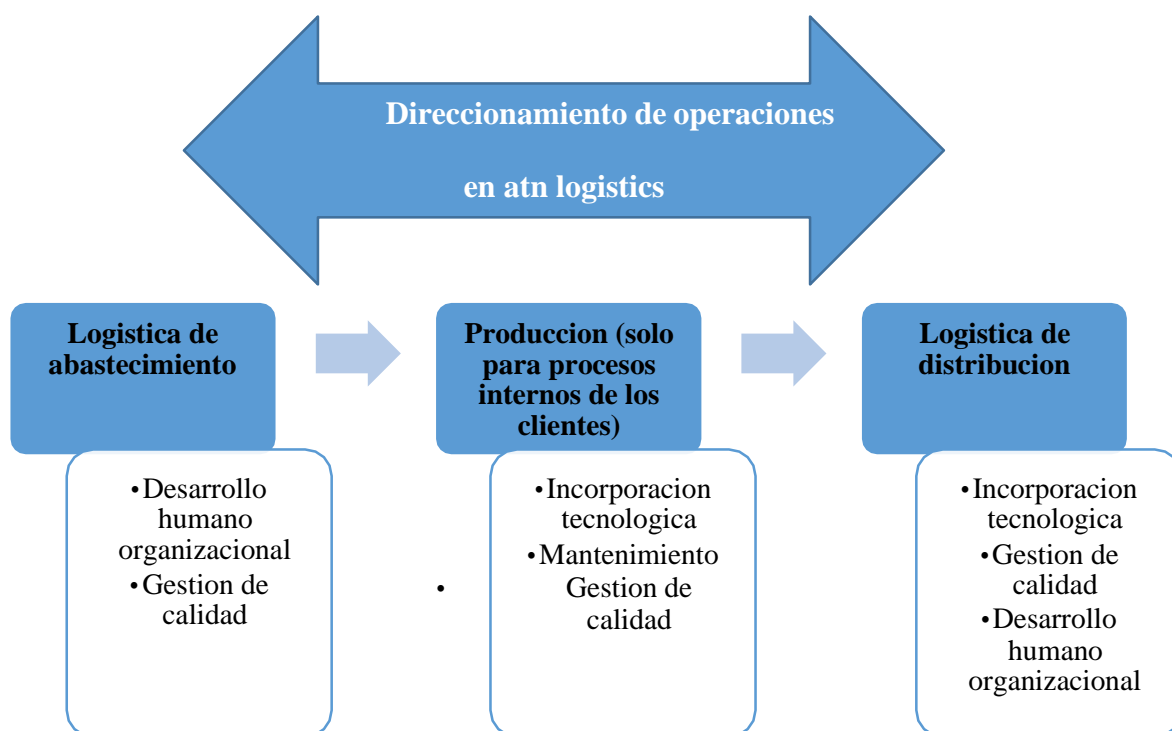 Direccionamiento de operaciones
en atn logistics
Logistica de
abastecimiento
•Desarrollo
humano
organizacional
•Gestion de
calidad
Produccion (solo
para procesos
internos de los
clientes)
•Incorporacion
tecnologica
•Mantenimiento
• Gestion de
calidad
Logistica de
distribucion
•Incorporacion
tecnologica
•Gestion de
calidad
•Desarrollo
humano
organizacional